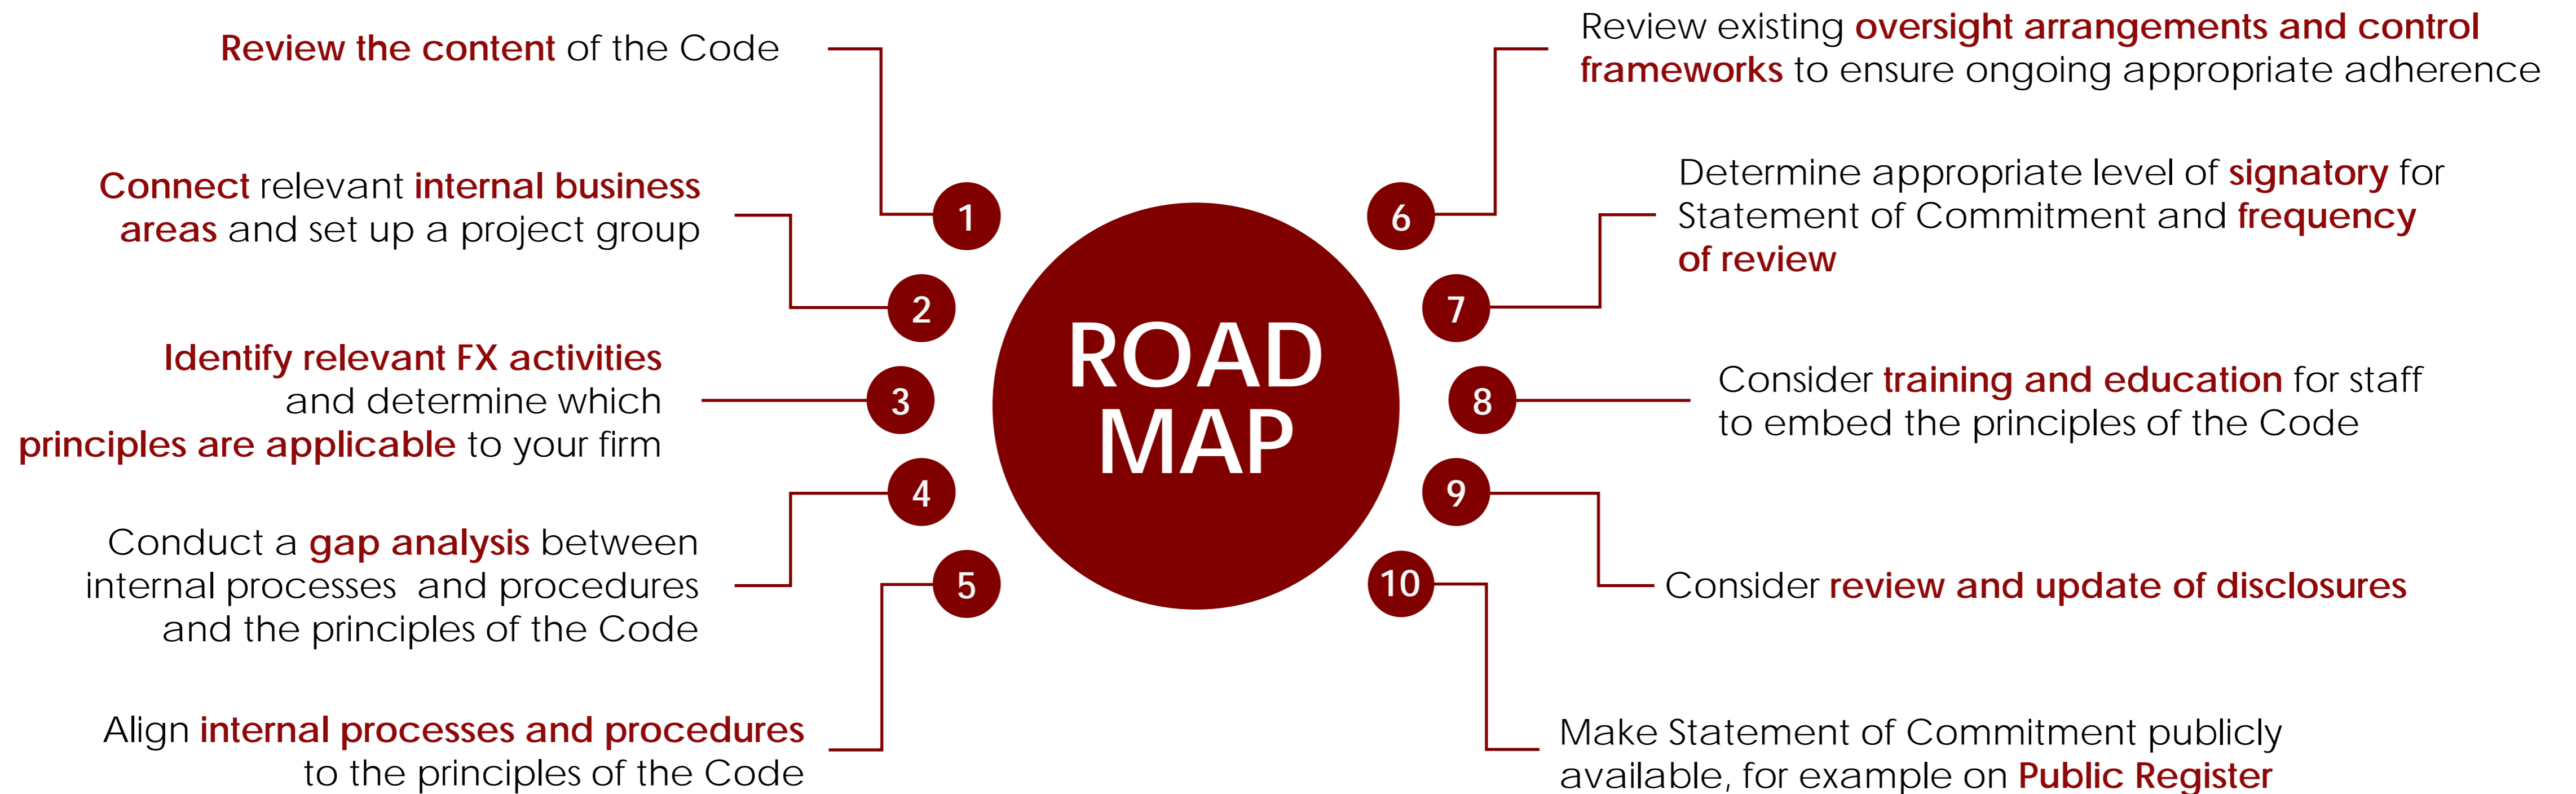 ROAD
MAP
1
Review the content of the Code
2
Connect relevant internal business
areas and set up a project group
3
Identify relevant FX activities
and determine which
principles are applicable to your firm
4
Conduct a gap analysis between
internal processes and procedures
and the principles of the Code
5
Align internal processes and procedures
to the principles of the Code
6
Review existing oversight arrangements and control
frameworks to ensure ongoing appropriate adherence
7
Determine appropriate level of signatory for
Statement of Commitment and frequency
of review
8
Consider training and education for staff
to embed the principles of the Code
9
Consider review and update of disclosures
10
Make Statement of Commitment publicly
available, for example on Public Register